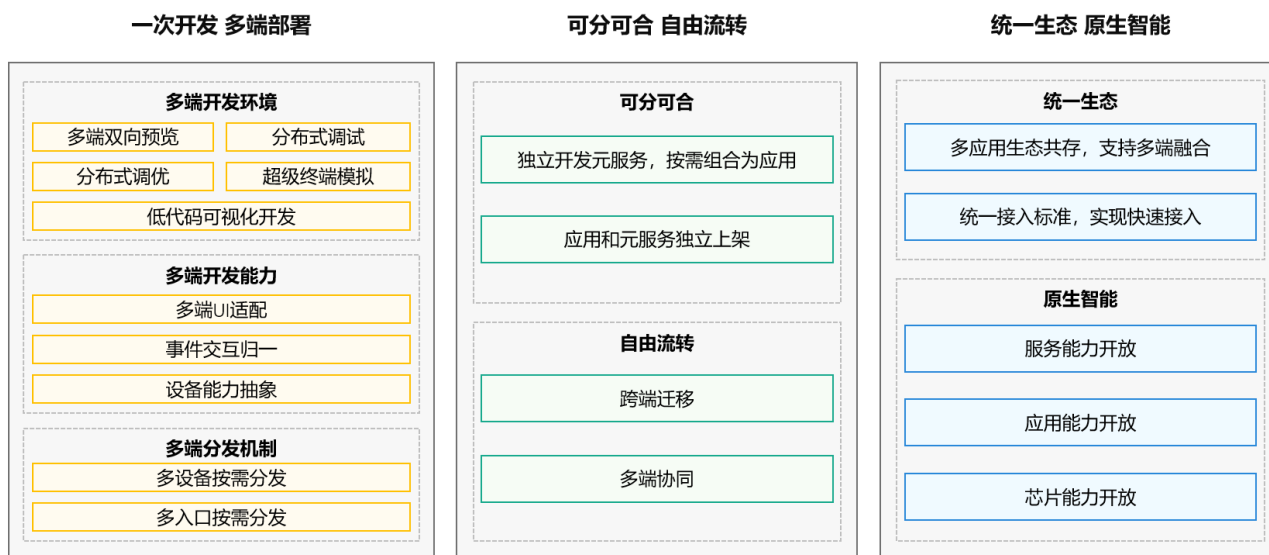 一次开发 多端部署
多端开发环境
多端双向预览
分布式调试
分布式调优
超级终端模拟
低代码可视化开发
多端开发能力
多端UI适配
事件交互归一
设备能力抽象
多端分发机制
多设备按需分发
多入口按需分发
可分可合 自由流转
可分可合
独立开发元服务，按需组合为应用
应用和元服务独立上架
自由流转
跨端迁移
多端协同
统一生态 原生智能
统一生态
多应用生态共存，支持多端融合
统一接入标准，实现快速接入
原生智能
服务能力开放
应用能力开放
芯片能力开放